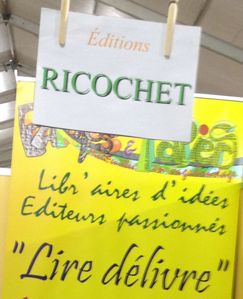 Éditions
RICOCHET
Libr'aires d'idées
Editeurs passionnés
"Lire délivre"